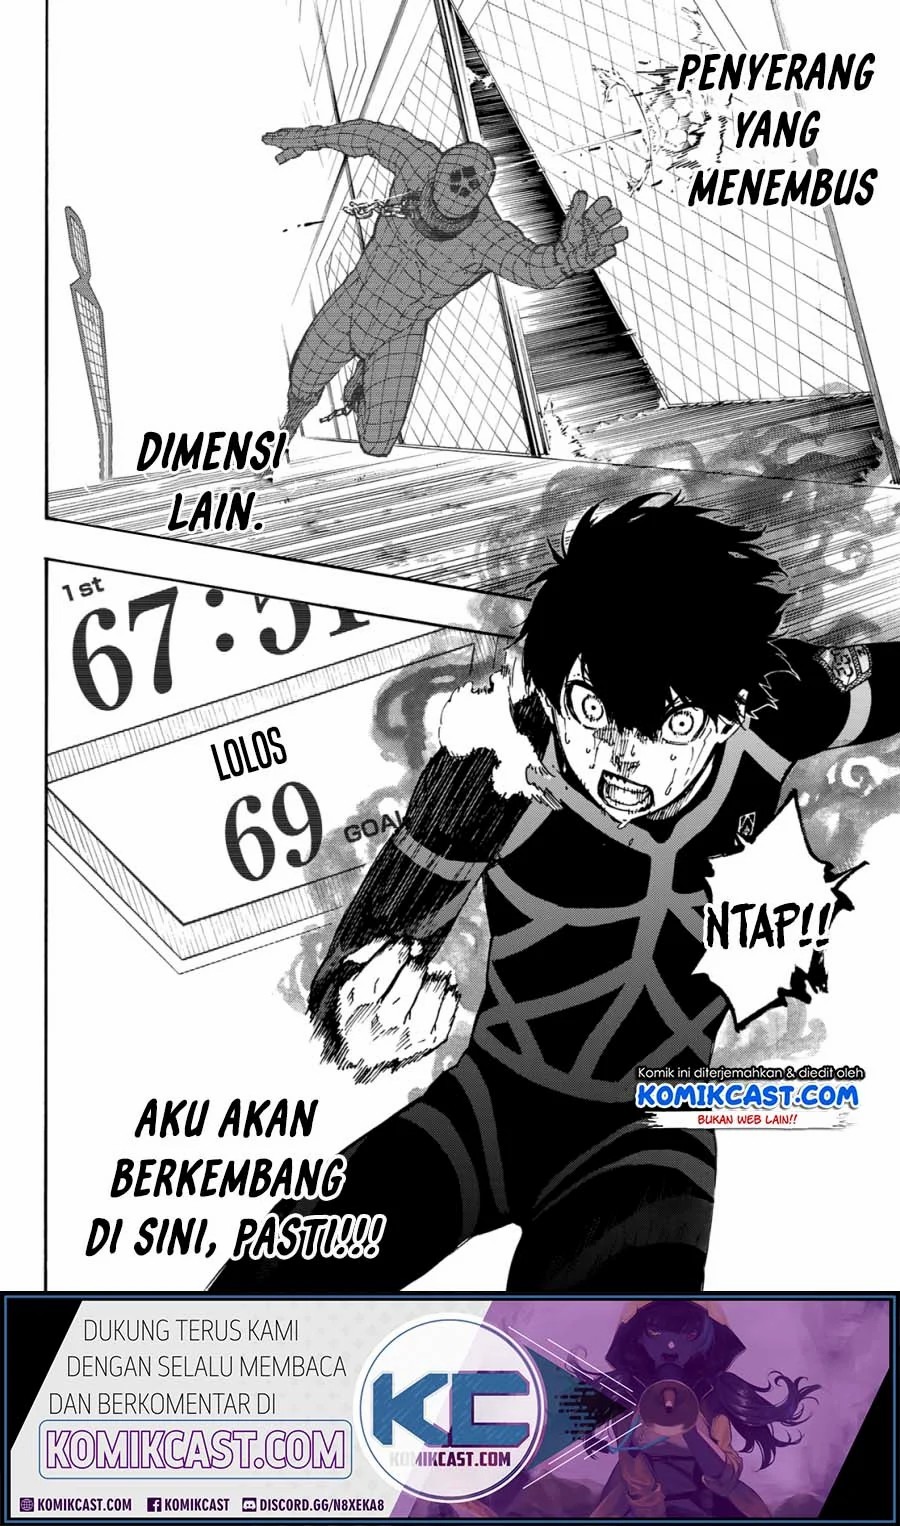 PENYERANG
YANG
MENEMBUS
DIMENSI
LAIN.
1st
67:51
LOLOS
69 GOAL
NTAP!!
Komik ini diterjemahkan & diedit oleh
KOMIKCAST.COM
BUKAN WEB LAIN!!
AKU AKAN
BERKEMBANG
DI SINI, PASTI!!!
DUKUNG TERUS KAMI
DENGAN SELALU MEMBACA
DAN BERKOMENTAR DI
KOMIKCAST.COM
KC
KOMIKCAST.COM
KOMIKCAST.COM KOMIKCAST DISCORD.GG/N8XEKA8